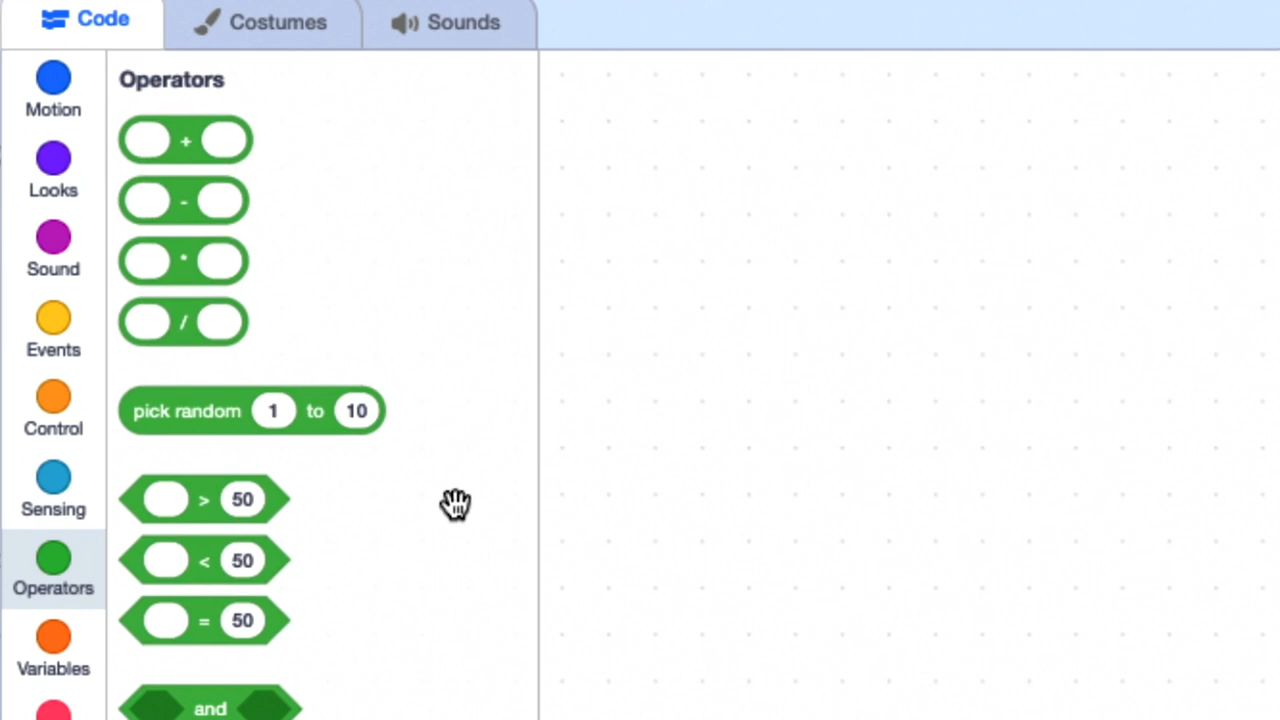 Code Costumes Sounds
Motion
Looks
Sound
Events
Control
Sensing
Operators
Variables
Operators
+
-
*
/
pick random 1 to 10
> 50
< 50
= 50
and